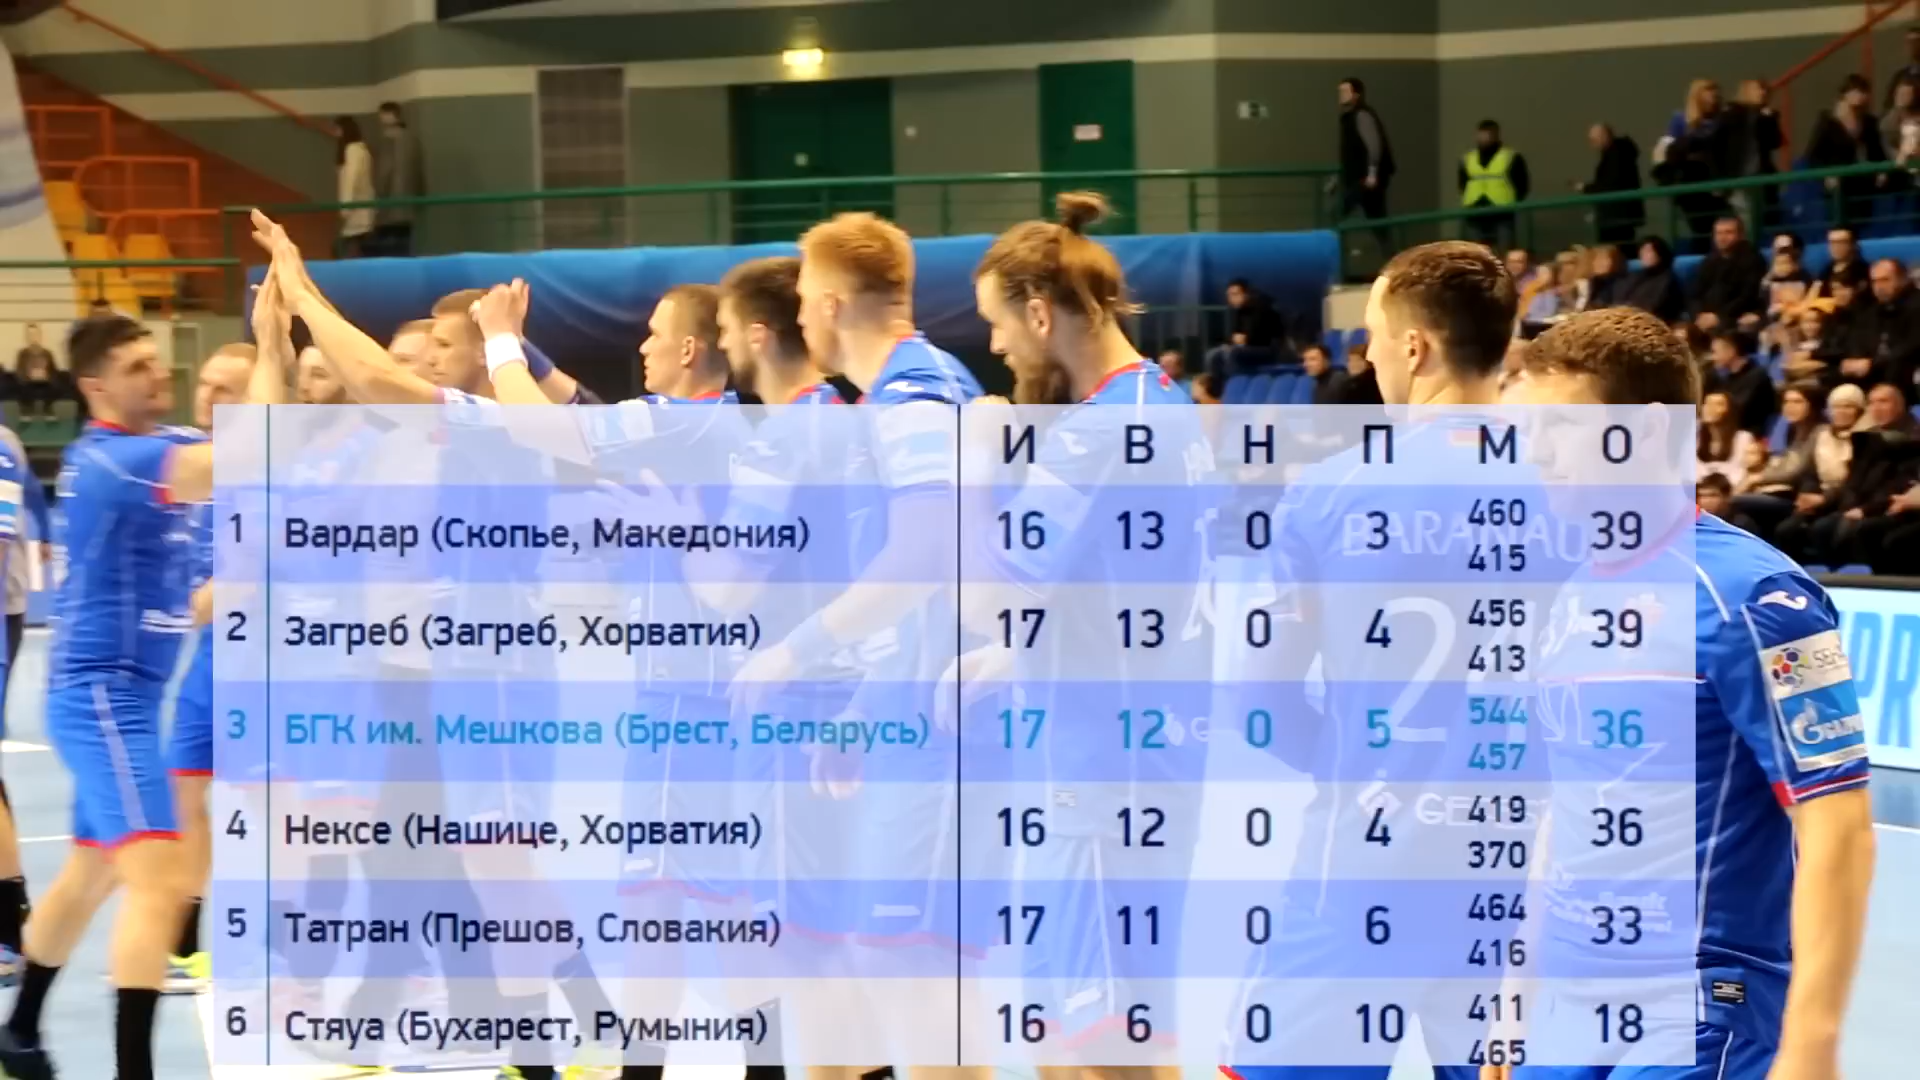 И В Н П М О
1 Вардар (Скопье, Македония) 16 13 0 3 460 415 39
2 Загреб (Загреб, Хорватия) 17 13 0 4 456 413 39
3 БГК им. Мешкова (Брест, Беларусь) 17 12 0 5 544 457 36
4 Нексе (Нашице, Хорватия) 16 12 0 4 419 370 36
5 Татран (Прешов, Словакия) 17 11 0 6 464 416 33
6 Стяуа (Бухарест, Румыния) 16 6 0 10 411 465 18
BARANAU
21